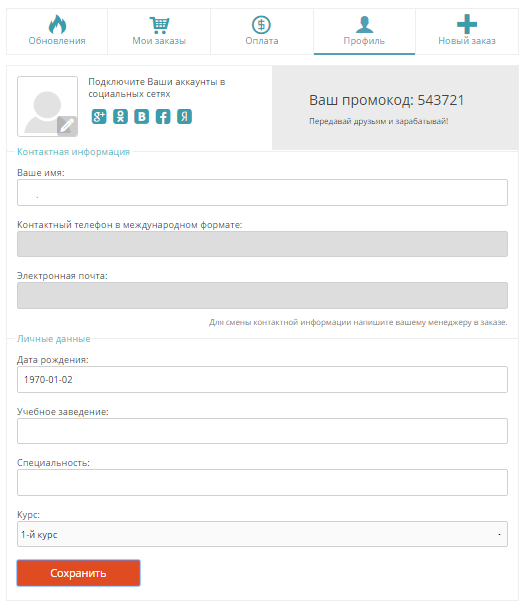 Обновления
Мои заказы
Оплата
Профиль
Новый заказ
Подключите Ваши аккаунты в
социальных сетях
Ваш промокод: 543721
Передавай друзьям и зарабатывай!
Контактная информация
Ваше имя:
Контактный телефон в международном формате:
Электронная почта:
Для смены контактной информации напишите вашему менеджеру в заказе.
Личные данные
Дата рождения:
1970-01-02
Учебное заведение:
Специальность:
Курс:
1-й курс
Сохранить